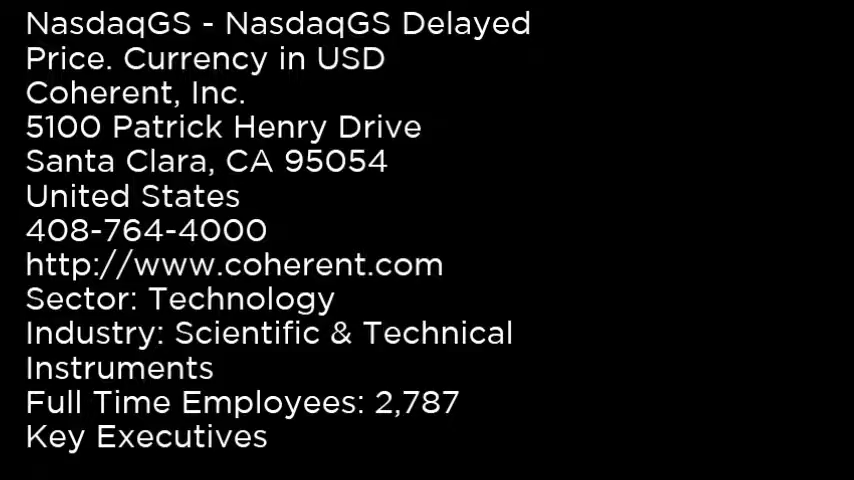 NasdaqGS - NasdaqGS Delayed
Price. Currency in USD
Coherent, Inc.
5100 Patrick Henry Drive
Santa Clara, CA 95054
United States
408-764-4000
http://www.coherent.com
Sector: Technology
Industry: Scientific & Technical
Instruments
Full Time Employees: 2,787
Key Executives